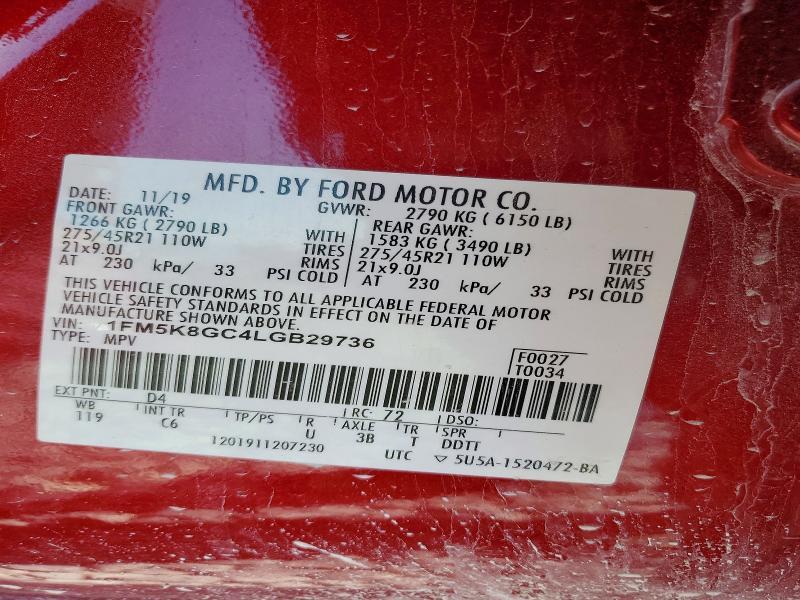 MFD. BY FORD MOTOR CO.
DATE: 11/19 GVWR: 2790 KG ( 6150 LB)
FRONT GAWR: REAR GAWR:
1266 KG ( 2790 LB) 1583 KG ( 3490 LB)
275/45R21 110W WITH TIRES 275/45R21 110W WITH TIRES
21x9.0J RIMS 21x9.0J RIMS
AT 230 kPa/ 33 PSI COLD AT 230 kPa/ 33 PSI COLD
THIS VEHICLE CONFORMS TO ALL APPLICABLE FEDERAL MOTOR
VEHICLE SAFETY STANDARDS IN EFFECT ON THE DATE OF
MANUFACTURE SHOWN ABOVE.
VIN: 1FM5K8GC4LGB29736
TYPE: MPV
F0027
T0034
EXT PNT: D4 RC: 72 DSO:
WB INT TR TP/PS R AXLE TR SPR
119 C6 U 3B T DDTT
1201911207230 UTC ▽ 5U5A-1520472-BA